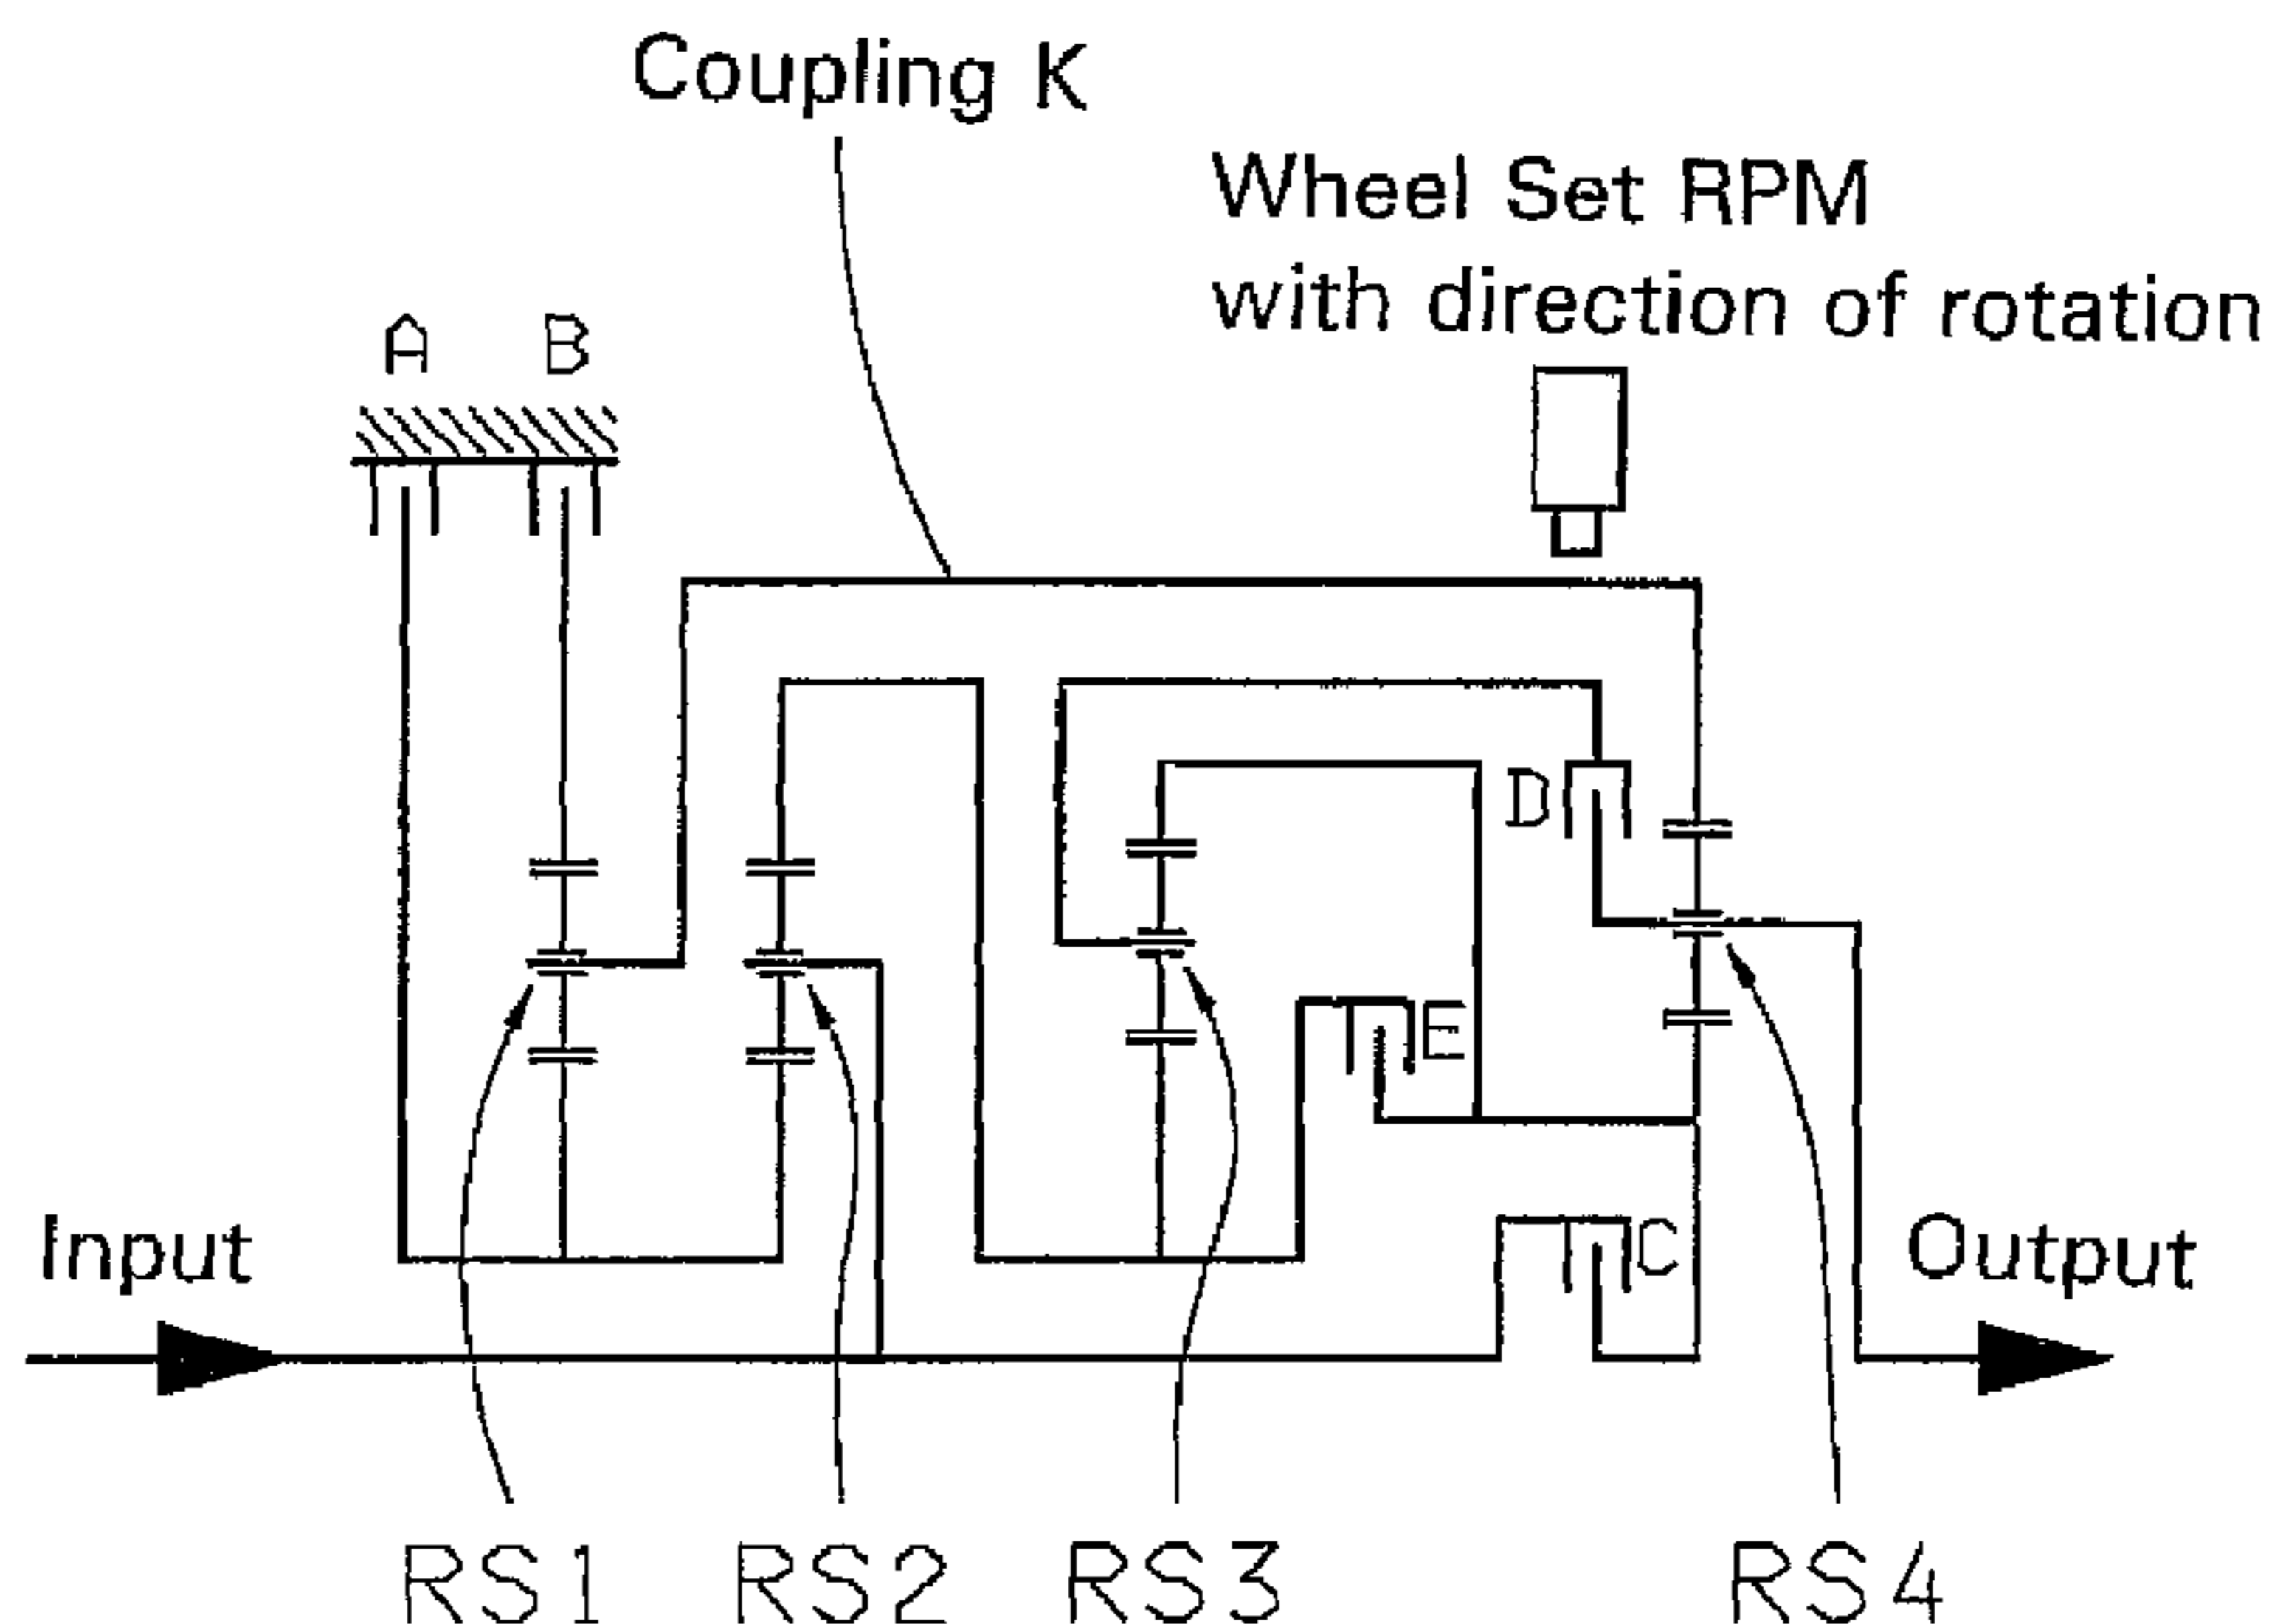 Coupling K
Wheel Set RPM
with direction of rotation
A
B
D
E
C
Input
Output
RS1
RS2
RS3
RS4